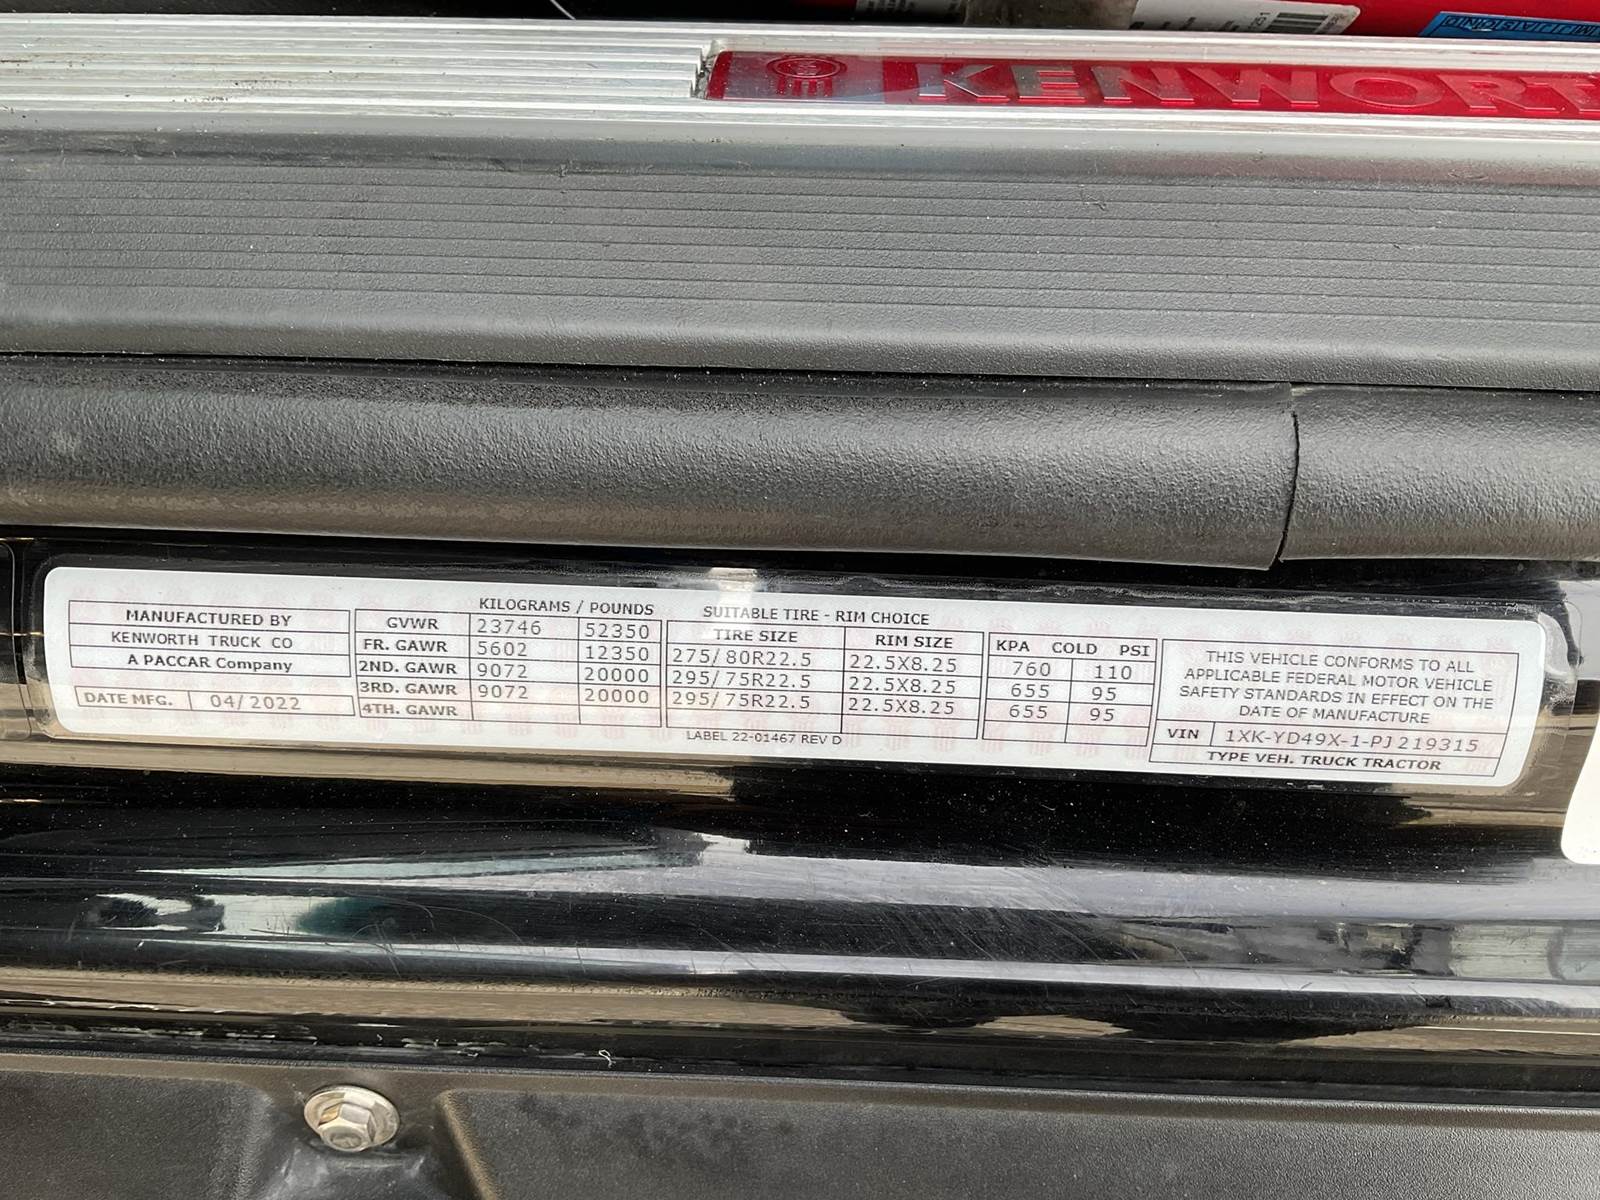 KENWORT
KILOGRAMS / POUNDS SUITABLE TIRE - RIM CHOICE
MANUFACTURED BY
KENWORTH TRUCK CO
A PACCAR Company
DATE MFG. 04/2022
GVWR 23746 52350
FR. GAWR 5602 12350
2ND. GAWR 9072 20000
3RD. GAWR 9072 20000
4TH. GAWR
TIRE SIZE RIM SIZE
275/80R22.5 22.5X8.25
295/75R22.5 22.5X8.25
295/75R22.5 22.5X8.25
KPA COLD PSI
760 110
655 95
655 95
LABEL 22-01467 REV D
THIS VEHICLE CONFORMS TO ALL
APPLICABLE FEDERAL MOTOR VEHICLE
SAFETY STANDARDS IN EFFECT ON THE
DATE OF MANUFACTURE
VIN 1XK-YD49X-1-PJ219315
TYPE VEH. TRUCK TRACTOR